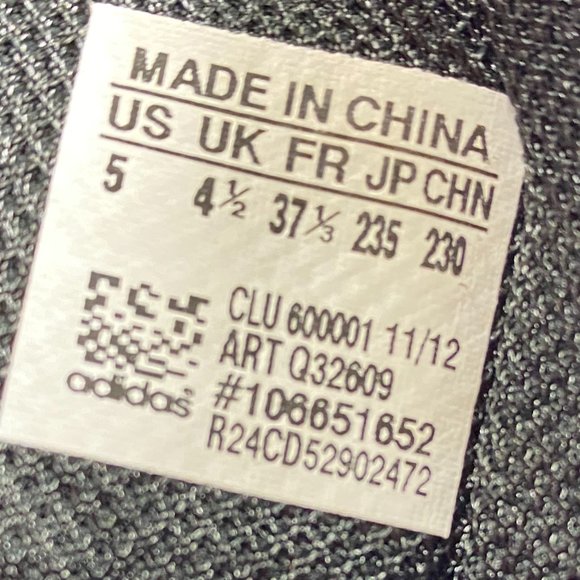 MADE IN CHINA
US UK FR JP CHN
5 4½ 37⅓ 235 230
CLU 600001 11/12
ART Q32609
#106651652
R24CD52902472
adidas